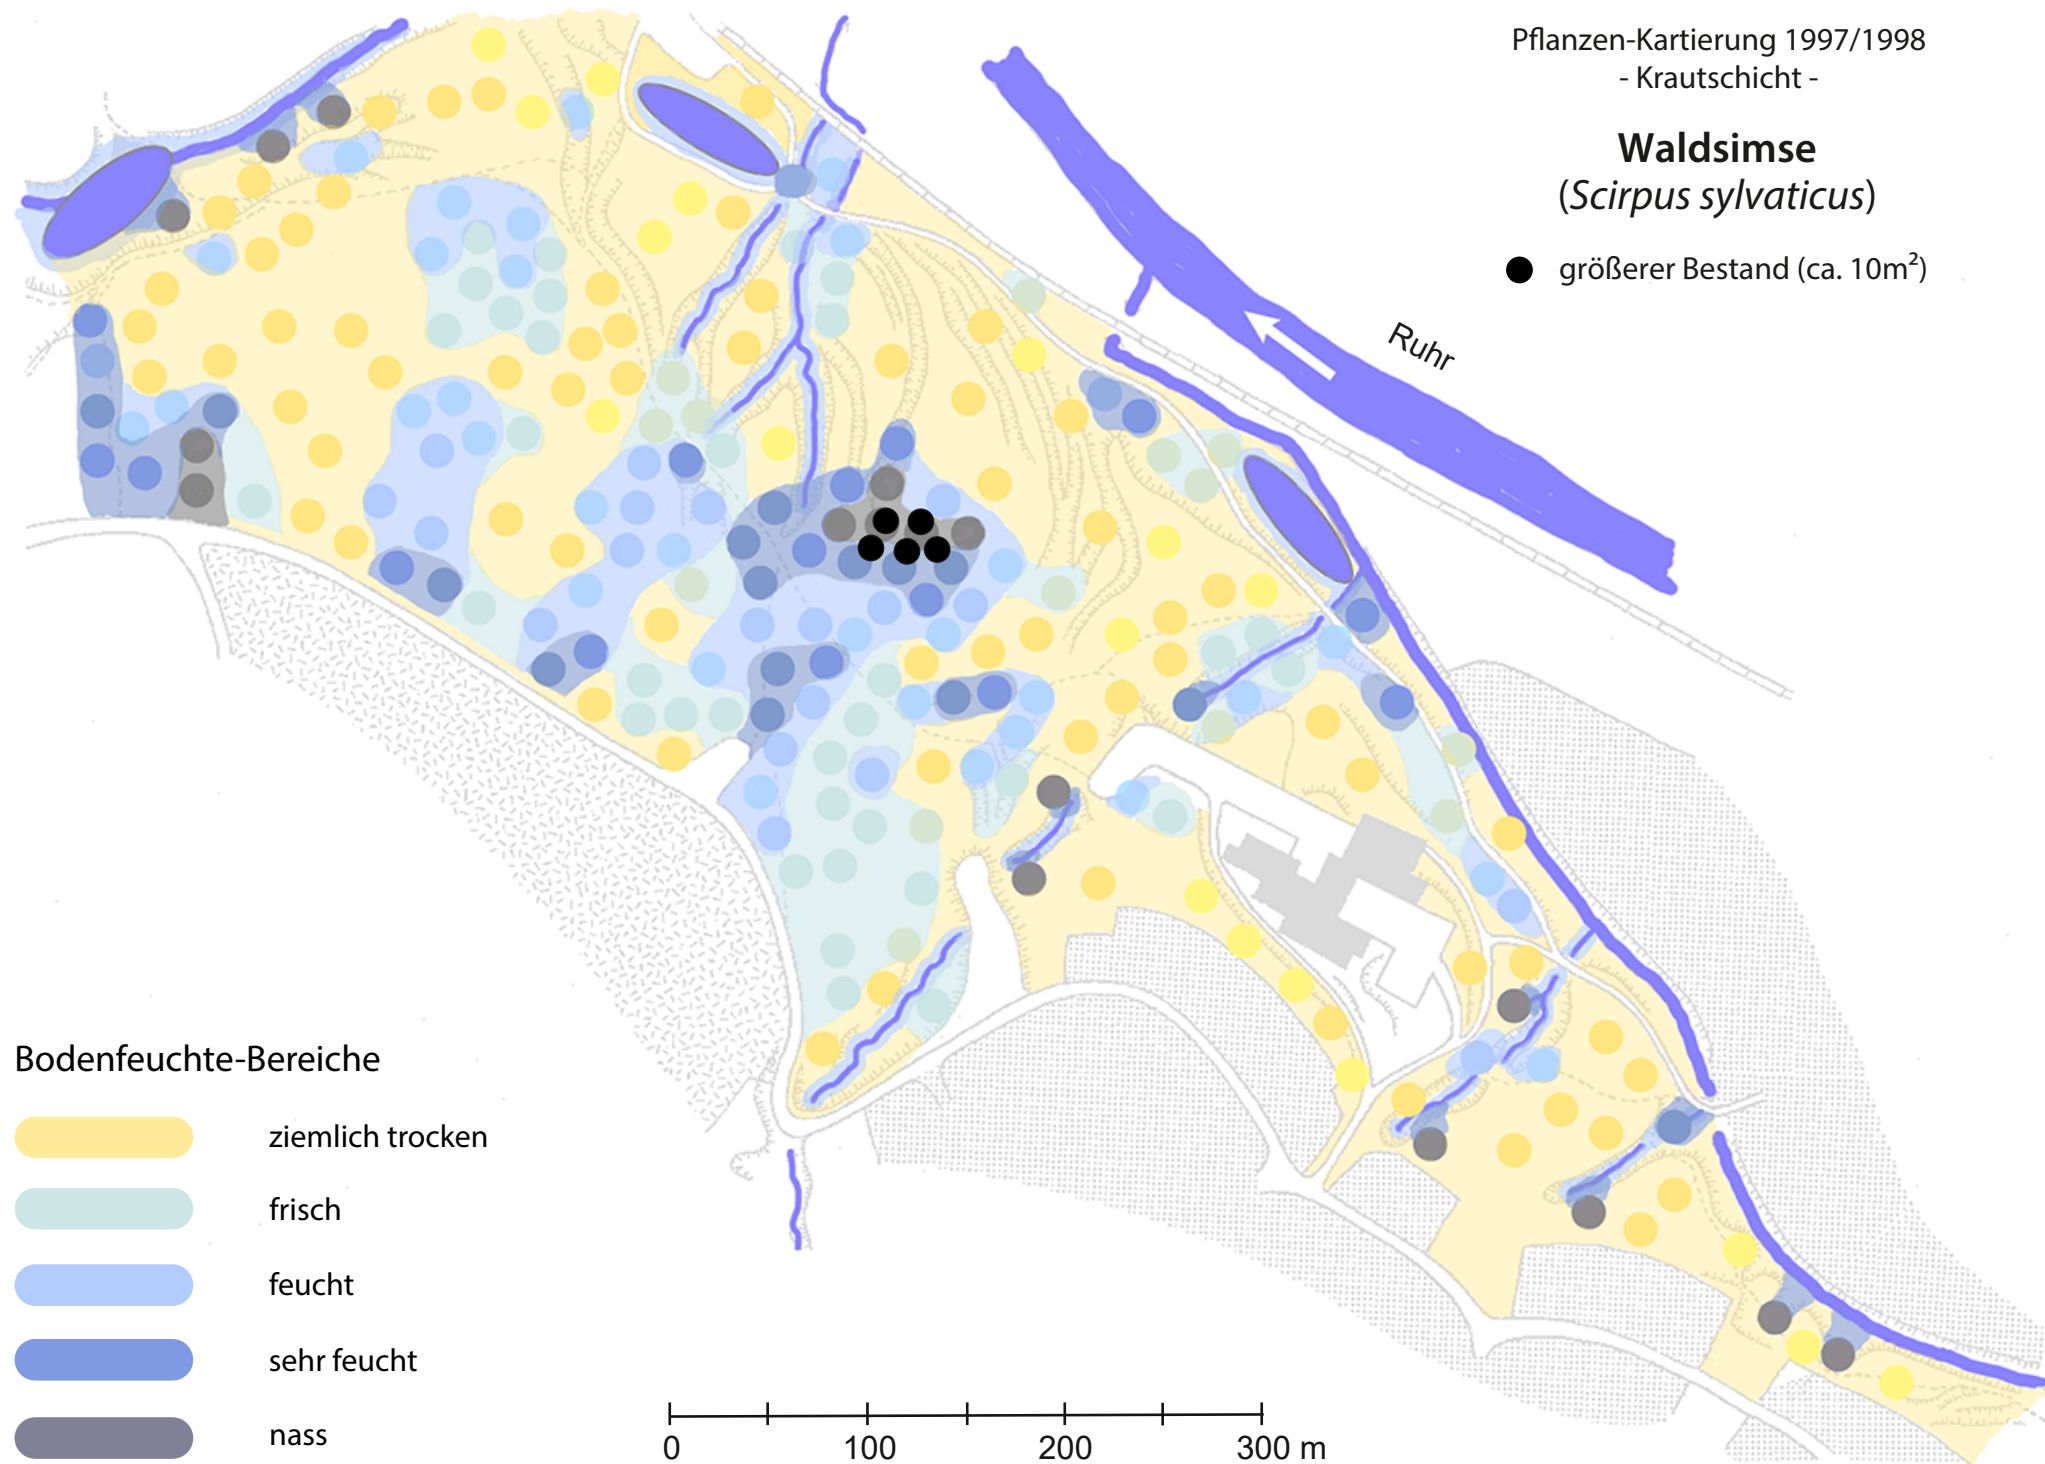 Pflanzen-Kartierung 1997/1998
- Krautschicht -
Waldsimse
(Scirpus sylvaticus)
größerer Bestand (ca. 10m²)
Ruhr
Bodenfeuchte-Bereiche
ziemlich trocken
frisch
feucht
sehr feucht
nass
0 100 200 300 m